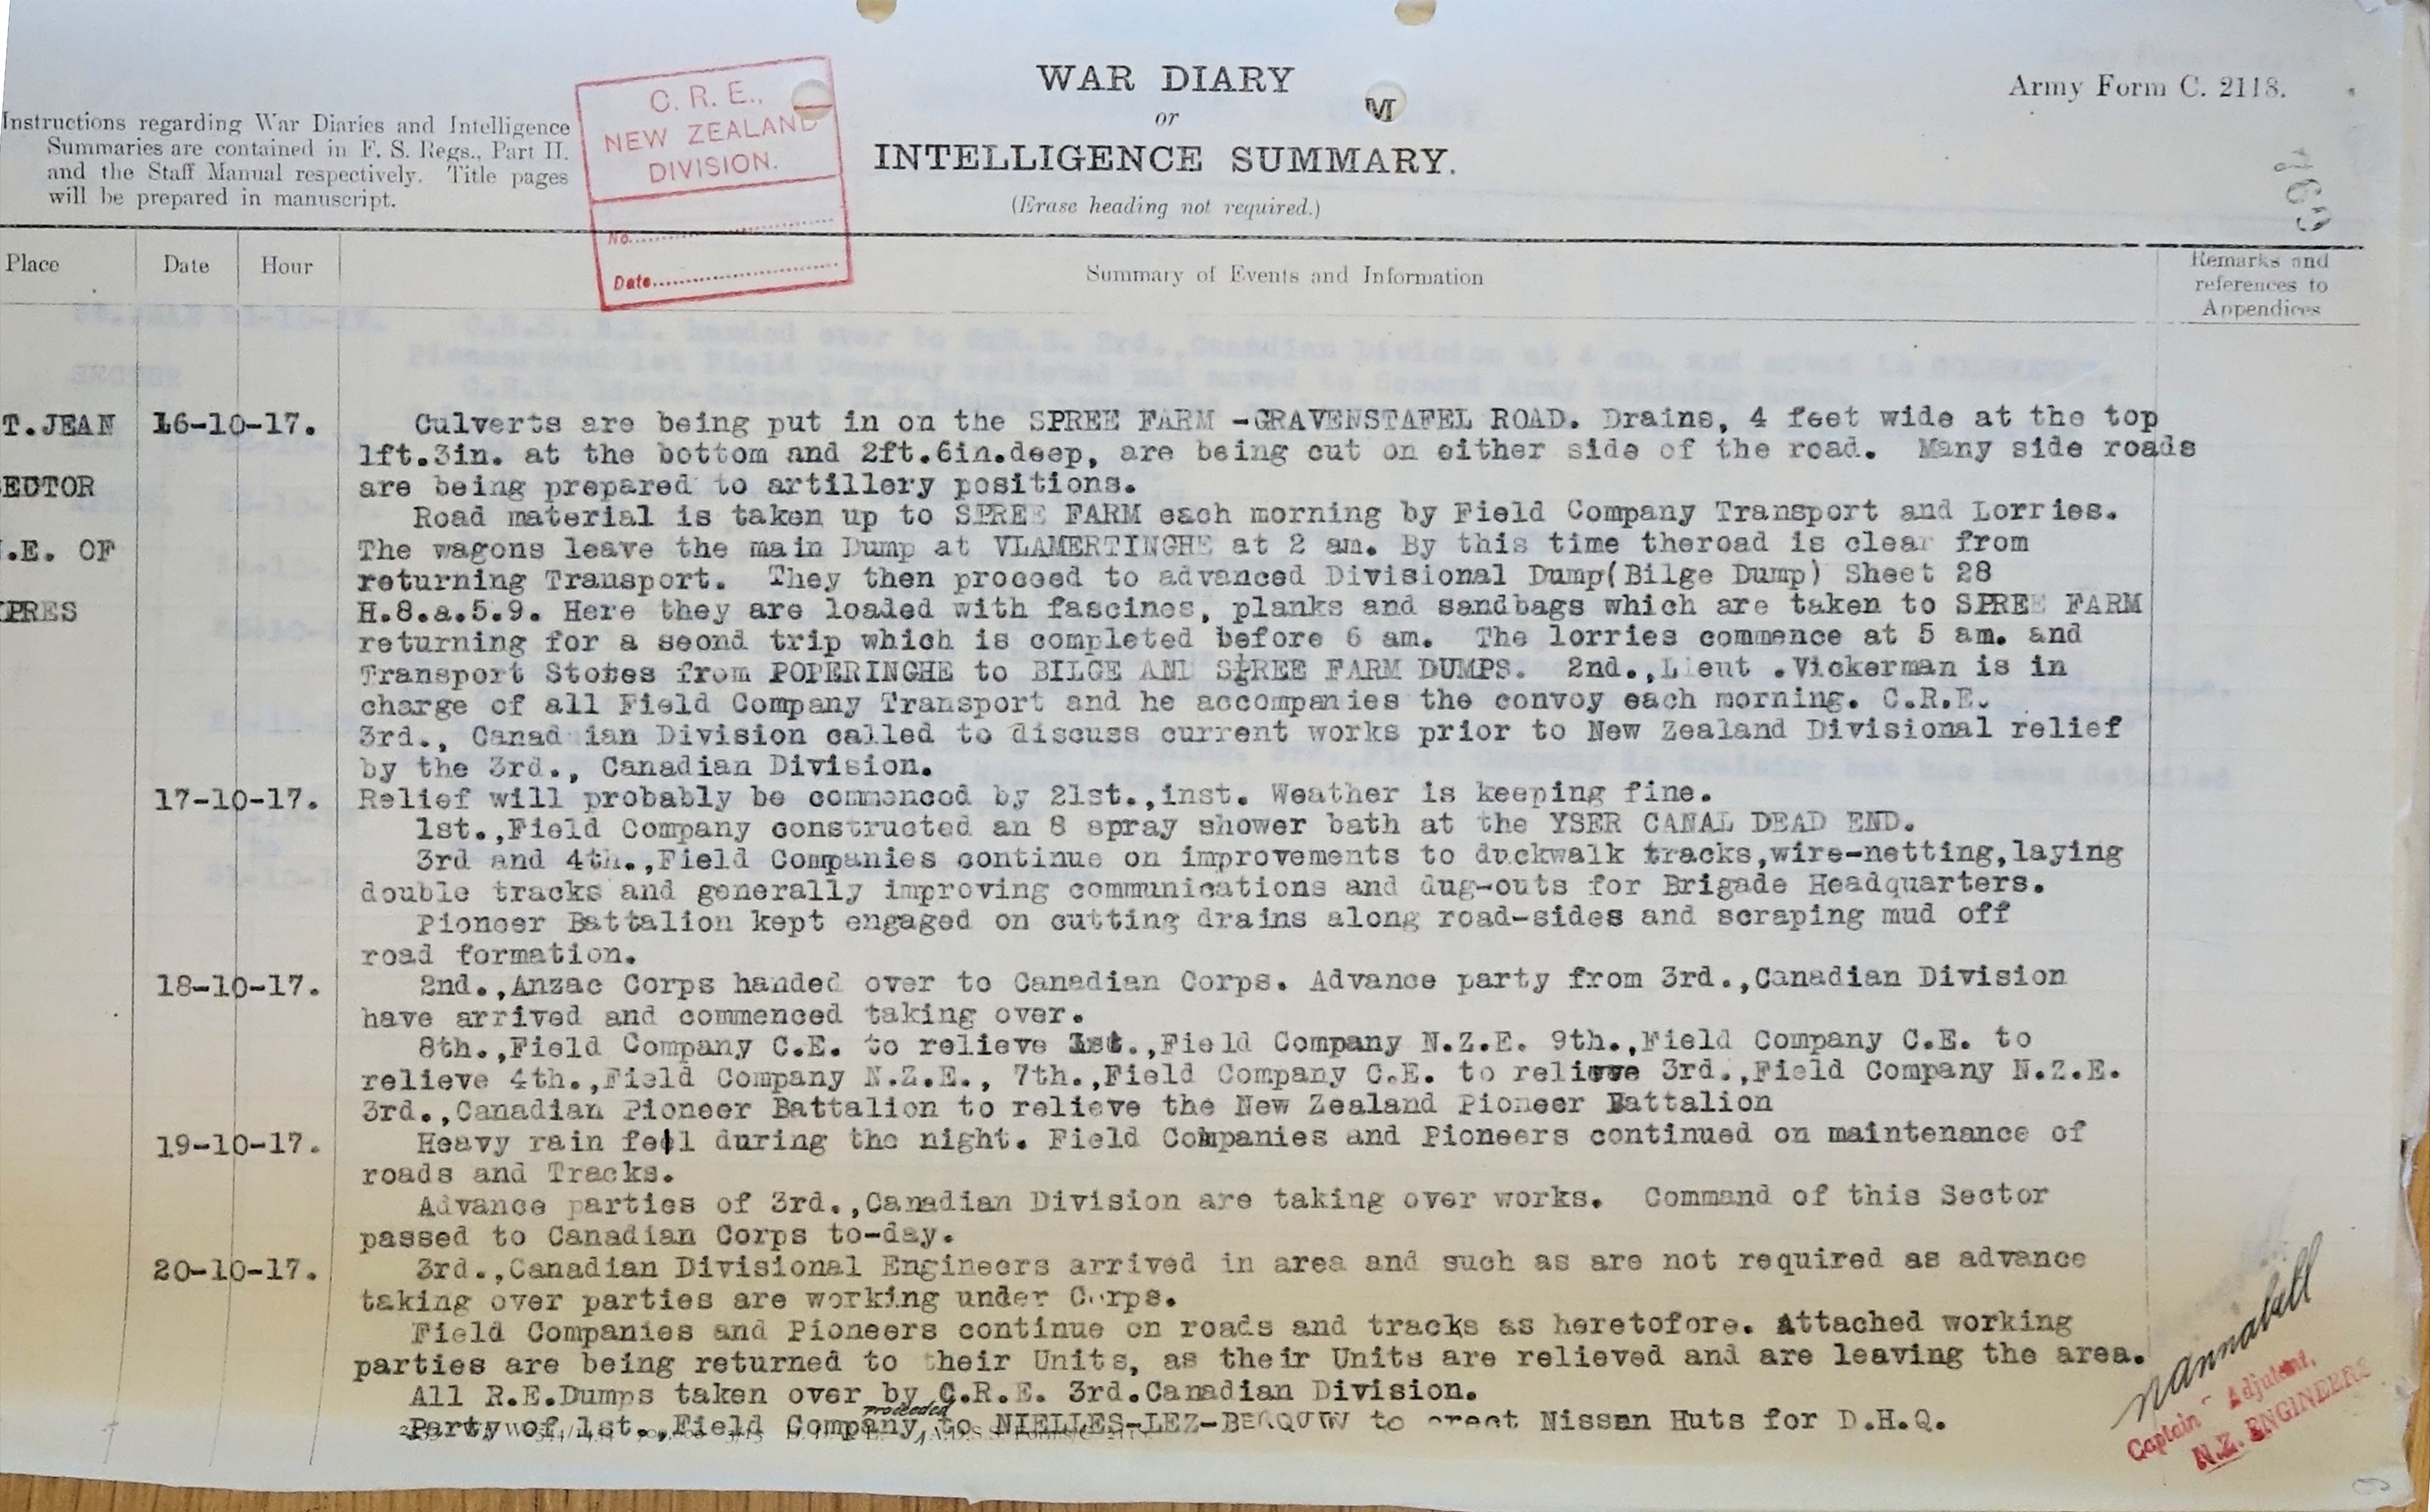 WAR DIARY
or
INTELLIGENCE SUMMARY.
(Erase heading not required.)
Army Form C. 2118.
Instructions regarding War Diaries and Intelligence
Summaries are contained in F. S. Regs., Part II.
and the Staff Manual respectively. Title pages
will be prepared in manuscript.
C. R. E.,
NEW ZEALAND
DIVISION.
No.
Date
169
Place
Date
Hour
Summary of Events and Information
Remarks and
references to
Appendices
T.JEAN
ECTOR
.E. OF
PRES
16-10-17.
Culverts are being put in on the SPREE FARM -GRAVENSTAFEL ROAD. Drains, 4 feet wide at the top
1ft.3in. at the bottom and 2ft.6in.deep, are being cut on either side of the road. Many side roads
are being prepared to artillery positions.
Road material is taken up to SPREE FARM each morning by Field Company Transport and Lorries.
The wagons leave the main Dump at VLAMERTINGHE at 2 am. By this time theroad is clear from
returning Transport. They then proceed to advanced Divisional Dump(Bilge Dump) Sheet 28
H.8.a.5.9. Here they are loaded with fascines, planks and sandbags which are taken to SPREE FARM
returning for a seond trip which is completed before 6 am. The lorries commence at 5 am. and
Transport Stores from POPERINGHE to BILGE AND SPREE FARM DUMPS. 2nd.,Lieut .Vickerman is in
charge of all Field Company Transport and he accompanies the convoy each morning. C.R.E.
3rd., Canadian Division called to discuss current works prior to New Zealand Divisional relief
by the 3rd., Canadian Division.
17-10-17.
Relief will probably be commenced by 21st.,inst. Weather is keeping fine.
1st.,Field Company constructed an 8 spray shower bath at the YSER CANAL DEAD END.
3rd and 4th.,Field Companies continue on improvements to duckwalk tracks,wire-netting,laying
double tracks and generally improving communications and dug-outs for Brigade Headquarters.
Pioneer Battalion kept engaged on cutting drains along road-sides and scraping mud off
road formation.
18-10-17.
2nd.,Anzac Corps handed over to Canadian Corps. Advance party from 3rd.,Canadian Division
have arrived and commenced taking over.
8th.,Field Company C.E. to relieve 1st.,Field Company N.Z.E. 9th.,Field Company C.E. to
relieve 4th.,Field Company N.Z.E., 7th.,Field Company C.E. to relieve 3rd.,Field Company N.Z.E.
3rd.,Canadian Pioneer Battalion to relieve the New Zealand Pioneer Battalion
19-10-17.
Heavy rain fell during the night. Field Companies and Pioneers continued on maintenance of
roads and Tracks.
Advance parties of 3rd.,Canadian Division are taking over works. Command of this Sector
passed to Canadian Corps to-day.
20-10-17.
3rd.,Canadian Divisional Engineers arrived in area and such as are not required as advance
taking over parties are working under Corps.
Field Companies and Pioneers continue on roads and tracks as heretofore. Attached working
parties are being returned to their Units, as their Units are relieved and are leaving the area.
All R.E.Dumps taken over by C.R.E. 3rd.Canadian Division.
Party of 1st.,Field Company proceeded to NIELLES-LEZ-BLEQUIN to erect Nissen Huts for D.H.Q.
nannabell
Captain - Adjutant.
N.Z. ENGINEERS